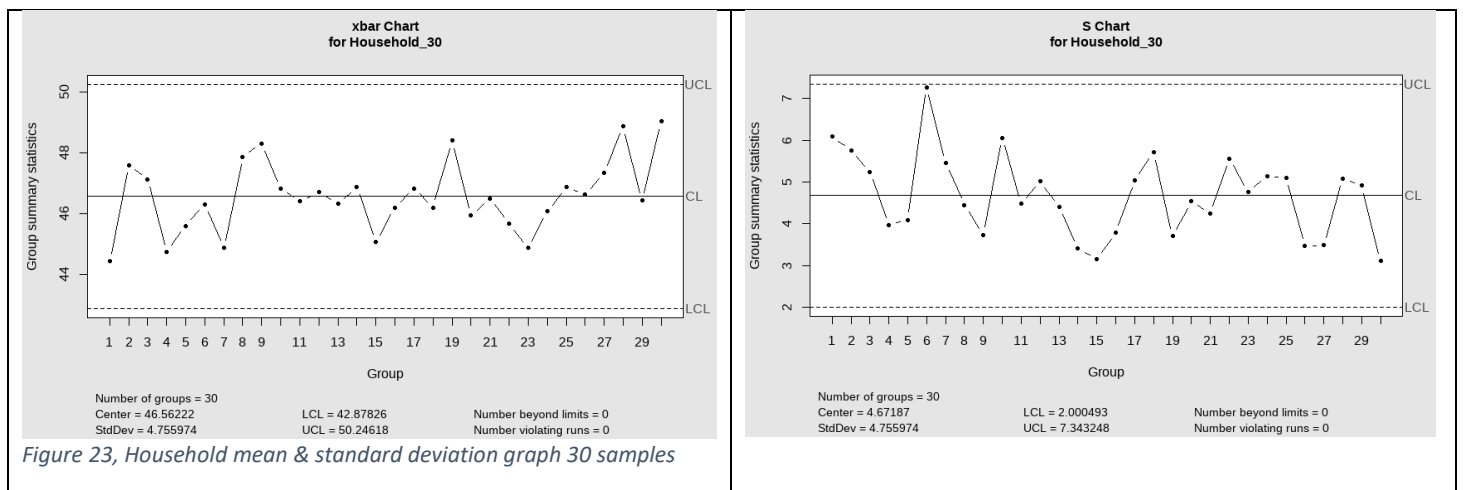 xbar Chart
for Household_30
Group summary statistics
50
48
46
44
UCL
CL
LCL
1 2 3 4 5 6 7 8 9 11 13 15 17 19 21 23 25 27 29
Group
Number of groups = 30
Center = 46.56222 LCL = 42.87826 Number beyond limits = 0
StdDev = 4.755974 UCL = 50.24618 Number violating runs = 0
Figure 23, Household mean & standard deviation graph 30 samples
S Chart
for Household_30
Group summary statistics
7
6
5
4
3
2
UCL
CL
LCL
1 2 3 4 5 6 7 8 9 11 13 15 17 19 21 23 25 27 29
Group
Number of groups = 30
Center = 4.67187 LCL = 2.000493 Number beyond limits = 0
StdDev = 4.755974 UCL = 7.343248 Number violating runs = 0